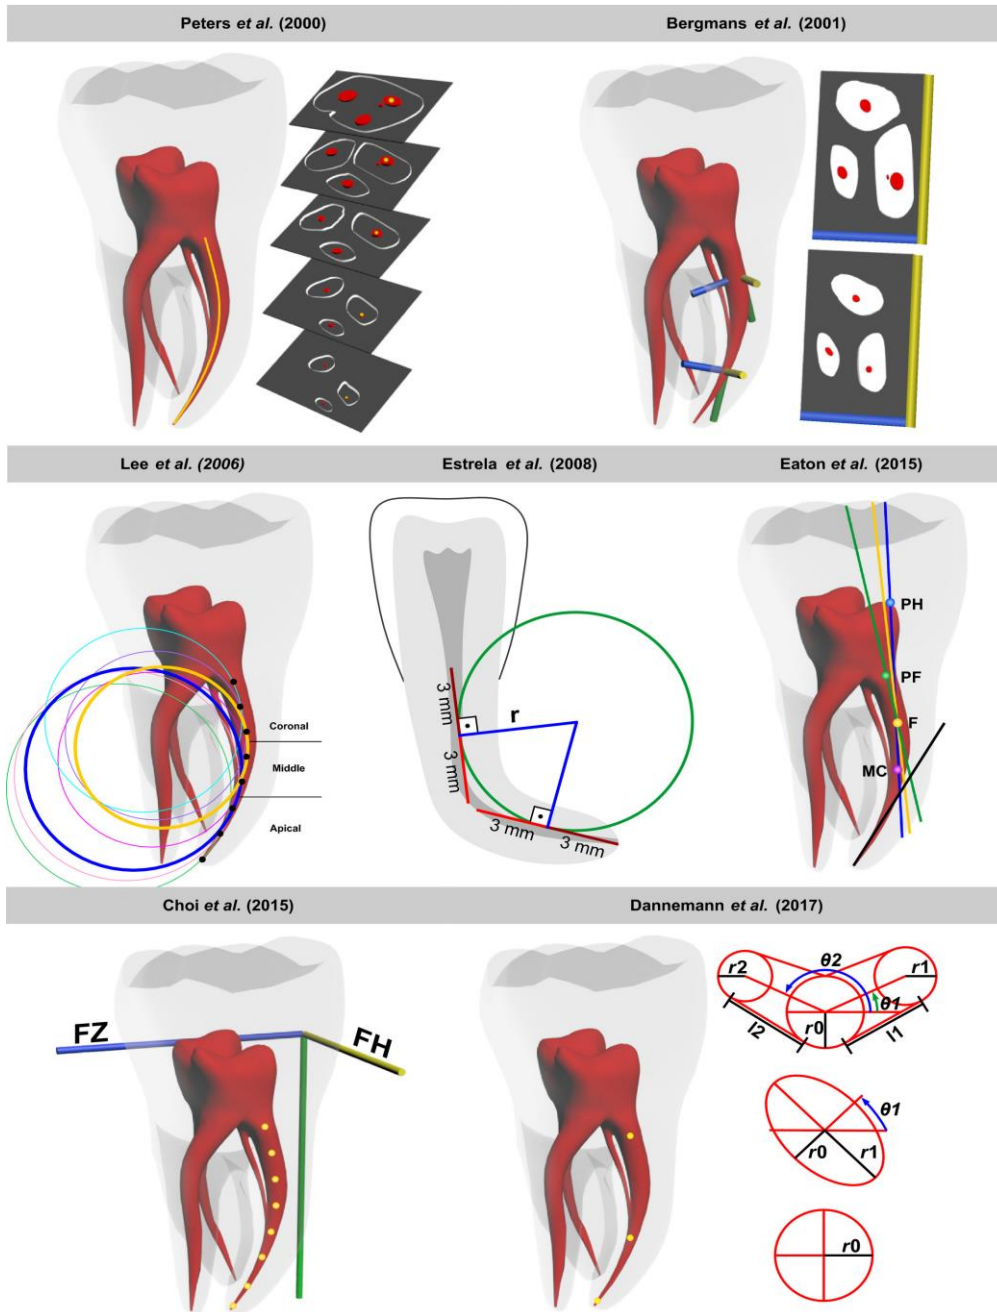 Peters et al. (2000)
Bergmans et al. (2001)
Lee et al. (2006)
Estrela et al. (2008)
Eaton et al. (2015)
Coronal
Middle
Apical
3 mm
r
3 mm
3 mm
3 mm
PH
PF
F
MC
Choi et al. (2015)
Dannemann et al. (2017)
FZ
FH
r2
θ2
r1
θ1
r0
l2
l1
θ1
r0
r1
r0